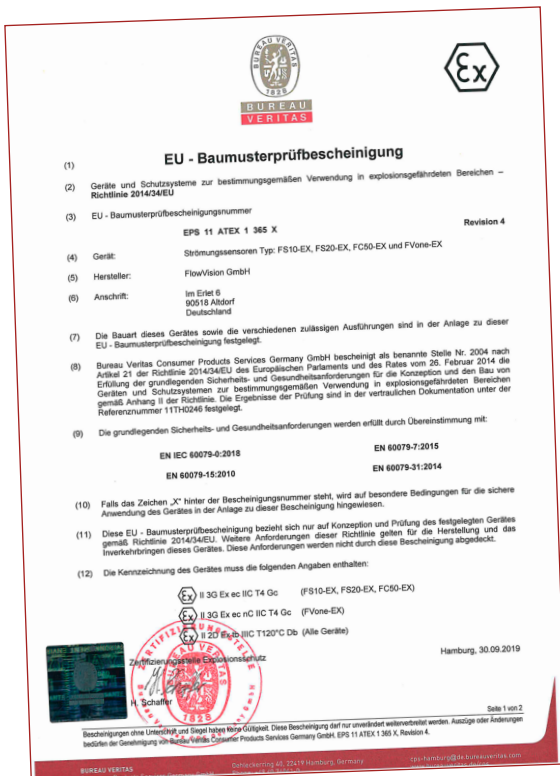 BUREAU VERITAS
1828
BUREAU
VERITAS
Ex
EU - Baumusterprüfbescheinigung
(1)
(2) Geräte und Schutzsysteme zur bestimmungsgemäßen Verwendung in explosionsgefährdeten Bereichen –
Richtlinie 2014/34/EU
(3) EU - Baumusterprüfbescheinigungsnummer
EPS 11 ATEX 1 365 X Revision 4
(4) Gerät: Strömungssensoren Typ: FS10-EX, FS20-EX, FC50-EX und FVone-EX
(5) Hersteller: FlowVision GmbH
(6) Anschrift: Im Erlet 6
90518 Altdorf
Deutschland
(7) Die Bauart dieses Gerätes sowie die verschiedenen zulässigen Ausführungen sind in der Anlage zu dieser
EU - Baumusterprüfbescheinigung festgelegt.
(8) Bureau Veritas Consumer Products Services Germany GmbH bescheinigt als benannte Stelle Nr. 2004 nach
Artikel 21 der Richtlinie 2014/34/EU des Europäischen Parlaments und des Rates vom 26. Februar 2014 die
Erfüllung der grundlegenden Sicherheits- und Gesundheitsanforderungen für die Konzeption und den Bau von
Geräten und Schutzsystemen zur bestimmungsgemäßen Verwendung in explosionsgefährdeten Bereichen
gemäß Anhang II der Richtlinie. Die Ergebnisse der Prüfung sind in der vertraulichen Dokumentation unter der
Referenznummer 11TH0246 festgelegt.
(9) Die grundlegenden Sicherheits- und Gesundheitsanforderungen werden erfüllt durch Übereinstimmung mit:
EN IEC 60079-0:2018 EN 60079-7:2015
EN 60079-15:2010 EN 60079-31:2014
(10) Falls das Zeichen „X“ hinter der Bescheinigungsnummer steht, wird auf besondere Bedingungen für die sichere
Anwendung des Gerätes in der Anlage zu dieser Bescheinigung hingewiesen.
(11) Diese EU - Baumusterprüfbescheinigung bezieht sich nur auf Konzeption und Prüfung des festgelegten Gerätes
gemäß Richtlinie 2014/34/EU. Weitere Anforderungen dieser Richtlinie gelten für die Herstellung und das
Inverkehrbringen dieses Gerätes. Diese Anforderungen werden nicht durch diese Bescheinigung abgedeckt.
(12) Die Kennzeichnung des Gerätes muss die folgenden Angaben enthalten:
Ex II 3G Ex ec IIC T4 Gc (FS10-EX, FS20-EX, FC50-EX)
Ex II 3G Ex ec nC IIC T4 Gc (FVone-EX)
Ex II 2D Ex tb IIIC T120°C Db (Alle Geräte)
ZERTIFIZIERUNGSSTELLE
BUREAU VERITAS
1828
Zertifizierungsstelle Explosionsschutz
Hamburg, 30.09.2019
H. Schaffer
Seite 1 von 2
Bescheinigungen ohne Unterschrift und Siegel haben keine Gültigkeit. Diese Bescheinigung darf nur unverändert weiterverbreitet werden. Auszüge oder Änderungen
bedürfen der Genehmigung von Bureau Veritas Consumer Products Services Germany GmbH. EPS 11 ATEX 1 365 X, Revision 4.
BUREAU VERITAS
Oehleckerring 40, 22419 Hamburg, Germany
cps-hamburg@de.bureauveritas.com